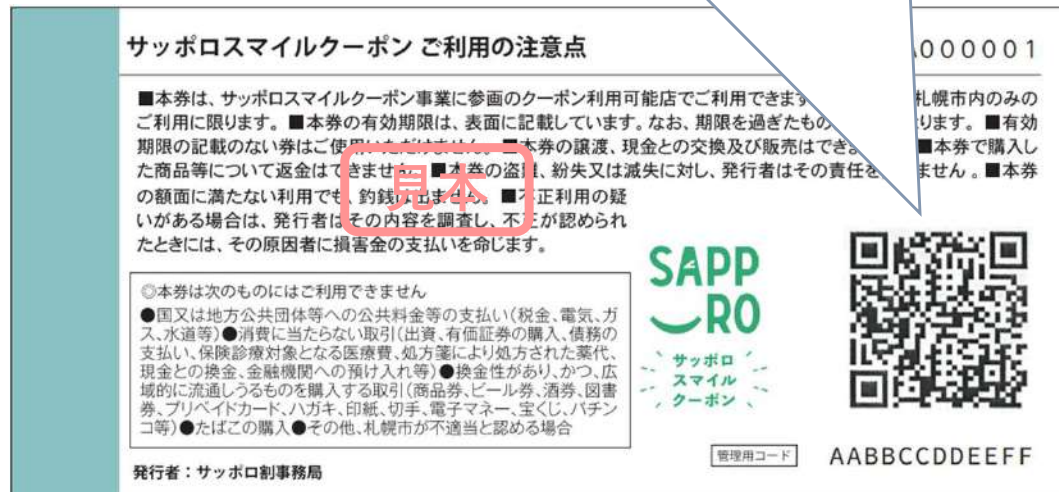 サッポロスマイルクーポン ご利用の注意点
000001
■本券は、サッポロスマイルクーポン事業に参画のクーポン利用可能店でご利用できます 札幌市内のみの
ご利用に限ります。■本券の有効期限は、表面に記載しています。なお、期限を過ぎたもの ります。■有効
期限の記載のない券はご使用いただけません。■本券の譲渡、現金との交換及び販売はできま ■本券で購入し
た商品等について返金はできません。■本券の盗難、紛失又は滅失に対し、発行者はその責任を ません。■本券
の額面に満たない利用でも、釣銭は出ません。■不正利用の疑
いがある場合は、発行者はその内容を調査し、不正が認められ
たときには、その原因者に損害金の支払いを命じます。
見本
◎本券は次のものにはご利用できません
●国又は地方公共団体等への公共料金等の支払い(税金、電気、ガ
ス、水道等)●消費に当たらない取引(出資、有価証券の購入、債務の
支払い、保険診療対象となる医療費、処方箋により処方された薬代、
現金との換金、金融機関への預け入れ等)●換金性があり、かつ、広
域的に流通しうるものを購入する取引(商品券、ビール券、酒券、図書
券、プリペイドカード、ハガキ、印紙、切手、電子マネー、宝くじ、パチン
コ等)●たばこの購入●その他、札幌市が不適当と認める場合
発行者：サッポロ割事務局
SAPP
RO
サッポロ
スマイル
クーポン
管理用コード AABBCCDDEEFF